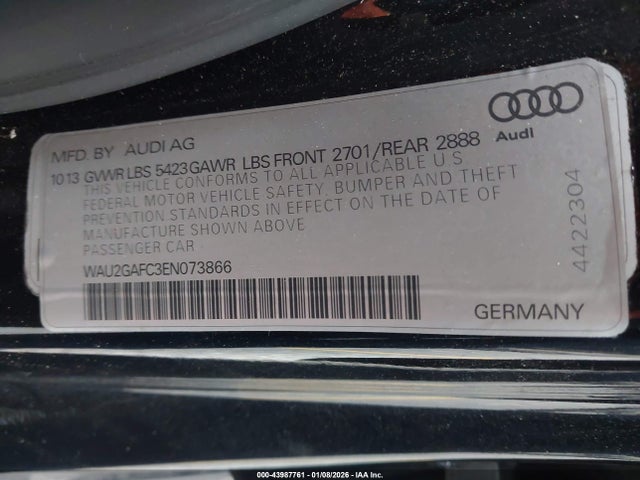 MFD. BY AUDI AG
Audi
10 13 GVWR LBS 5423 GAWR LBS FRONT 2701/REAR 2888
THIS VEHICLE CONFORMS TO ALL APPLICABLE U S
FEDERAL MOTOR VEHICLE SAFETY, BUMPER AND THEFT
PREVENTION STANDARDS IN EFFECT ON THE DATE OF
MANUFACTURE SHOWN ABOVE
PASSENGER CAR
WAU2GAFC3EN073866
4422304
GERMANY
000-43987761 - 01/08/2026 - IAA Inc.